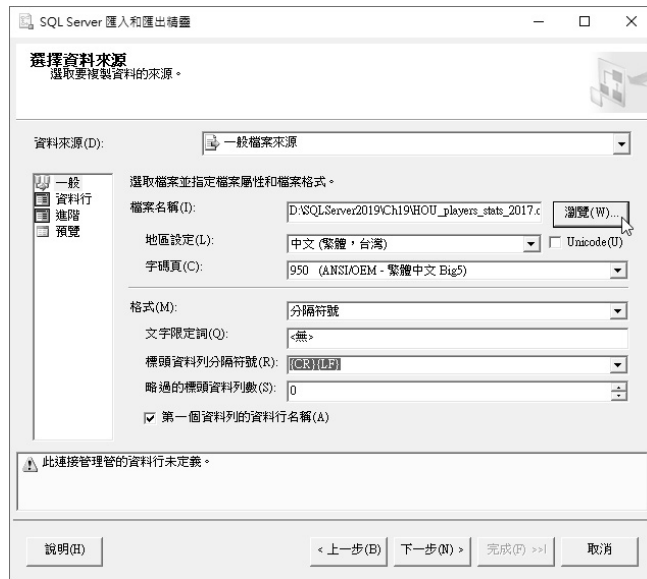 SQL Server 匯入和匯出精靈
選擇資料來源
選取要複製資料的來源。
資料來源(D):
一般檔案來源
一般
資料行
進階
預覽
選取檔案並指定檔案屬性和檔案格式。
檔案名稱(I):
D:\SQLServer2019\Ch19\HOU_players_stats_2017.c
瀏覽(W)...
地區設定(L):
中文 (繁體，台灣)
Unicode(U)
字碼頁(C):
950 (ANSI/OEM - 繁體中文 Big5)
格式(M):
分隔符號
文字限定詞(Q):
<無>
標頭資料列分隔符號(R):
{CR}{LF}
略過的標頭資料列數(S):
0
第一個資料列的資料行名稱(A)
此連接管理管的資料行未定義。
說明(H)
< 上一步(B)
下一步(N) >
完成(F) >>|
取消